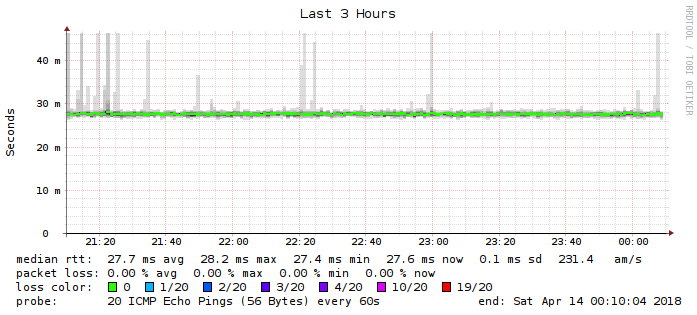 Last 3 Hours
RRDTOOL / TOBI OETIKER
Seconds
40 m
30 m
20 m
10 m
0
21:20 21:40 22:00 22:20 22:40 23:00 23:20 23:40 00:00
median rtt: 27.7 ms avg 28.2 ms max 27.4 ms min 27.6 ms now 0.1 ms sd 231.4 am/s
packet loss: 0.00 % avg 0.00 % max 0.00 % min 0.00 % now
loss color: 0 1/20 2/20 3/20 4/20 10/20 19/20
probe: 20 ICMP Echo Pings (56 Bytes) every 60s end: Sat Apr 14 00:10:04 2018